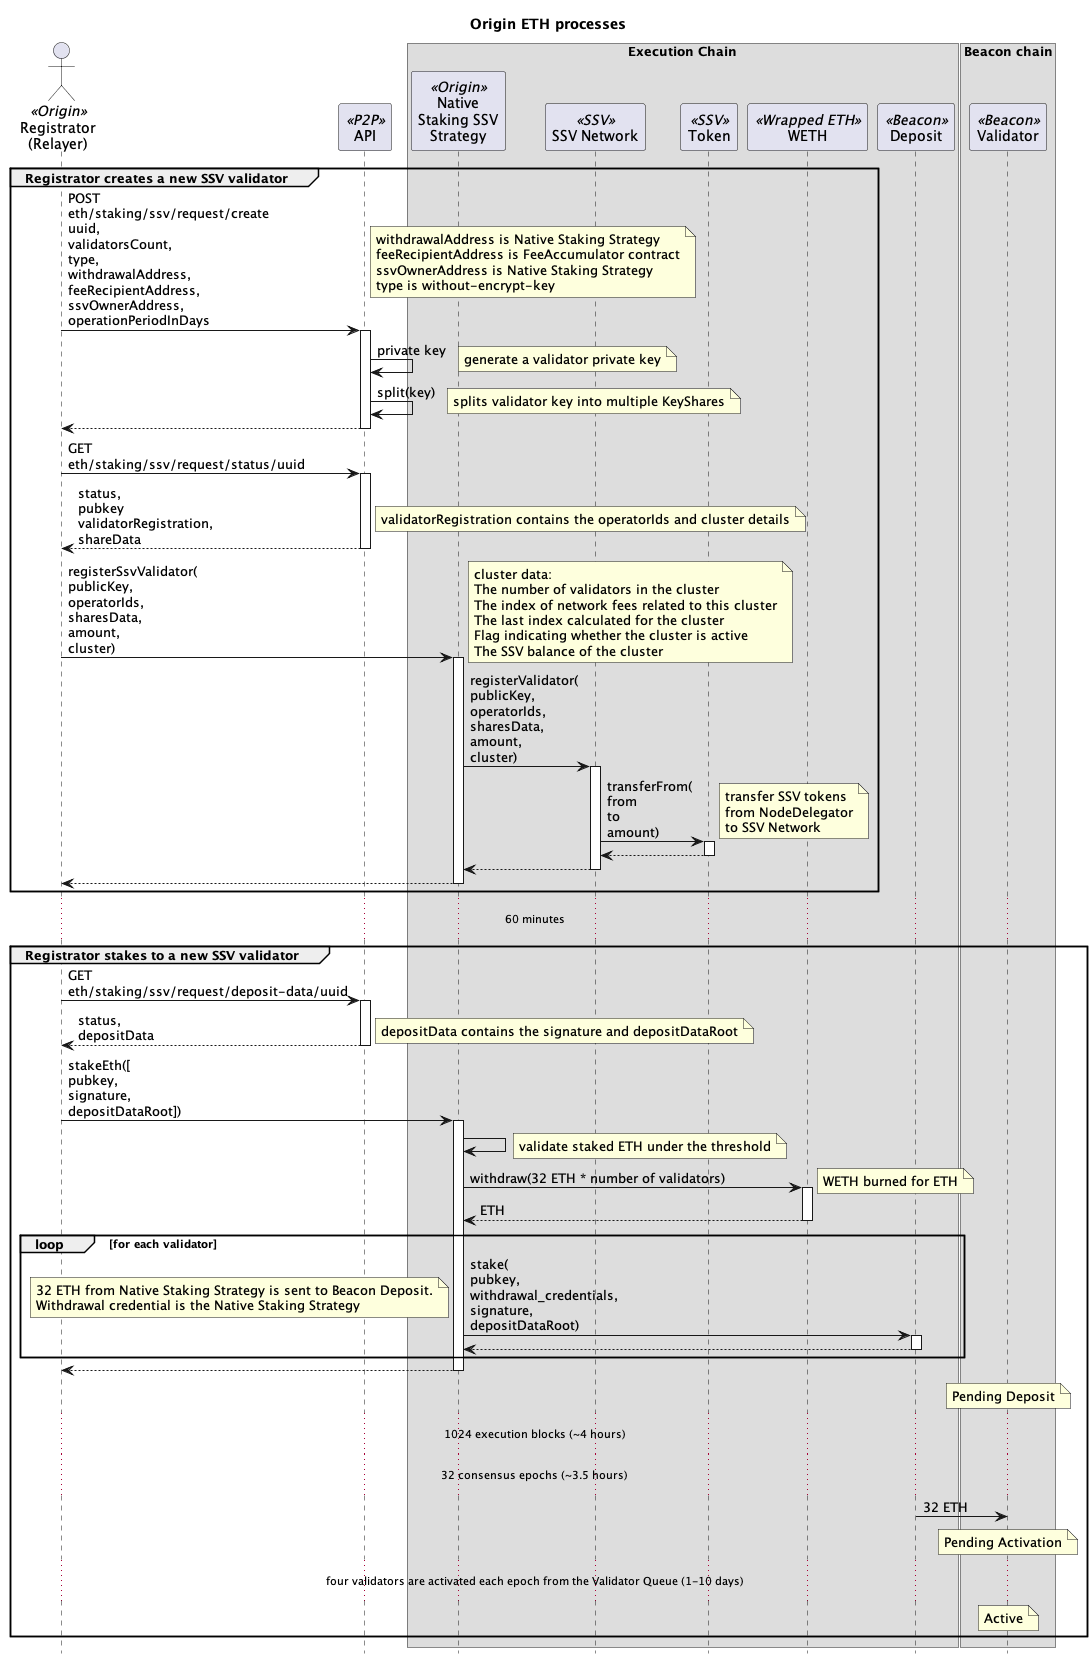 Origin ETH processes
Execution Chain
Beacon chain
«Origin»
Registrator
(Relayer)
«P2P»
API
«Origin»
Native
Staking SSV
Strategy
«SSV»
SSV Network
«SSV»
Token
«Wrapped ETH»
WETH
«Beacon»
Deposit
«Beacon»
Validator
Registrator creates a new SSV validator
POST
eth/staking/ssv/request/create
uuid,
validatorsCount,
type,
withdrawalAddress,
feeRecipientAddress,
ssvOwnerAddress,
operationPeriodInDays
withdrawalAddress is Native Staking Strategy
feeRecipientAddress is FeeAccumulator contract
ssvOwnerAddress is Native Staking Strategy
type is without-encrypt-key
private key
generate a validator private key
split(key)
splits validator key into multiple KeyShares
GET
eth/staking/ssv/request/status/uuid
status,
pubkey
validatorRegistration,
shareData
validatorRegistration contains the operatorIds and cluster details
registerSsvValidator(
publicKey,
operatorIds,
sharesData,
amount,
cluster)
cluster data:
The number of validators in the cluster
The index of network fees related to this cluster
The last index calculated for the cluster
Flag indicating whether the cluster is active
The SSV balance of the cluster
registerValidator(
publicKey,
operatorIds,
sharesData,
amount,
cluster)
transferFrom(
from
to
amount)
transfer SSV tokens
from NodeDelegator
to SSV Network
60 minutes
Registrator stakes to a new SSV validator
GET
eth/staking/ssv/request/deposit-data/uuid
status,
depositData
depositData contains the signature and depositDataRoot
stakeEth([
pubkey,
signature,
depositDataRoot])
validate staked ETH under the threshold
withdraw(32 ETH * number of validators)
WETH burned for ETH
ETH
loop
[for each validator]
stake(
pubkey,
withdrawal_credentials,
signature,
depositDataRoot)
32 ETH from Native Staking Strategy is sent to Beacon Deposit.
Withdrawal credential is the Native Staking Strategy
Pending Deposit
1024 execution blocks (~4 hours)
32 consensus epochs (~3.5 hours)
32 ETH
Pending Activation
four validators are activated each epoch from the Validator Queue (1-10 days)
Active